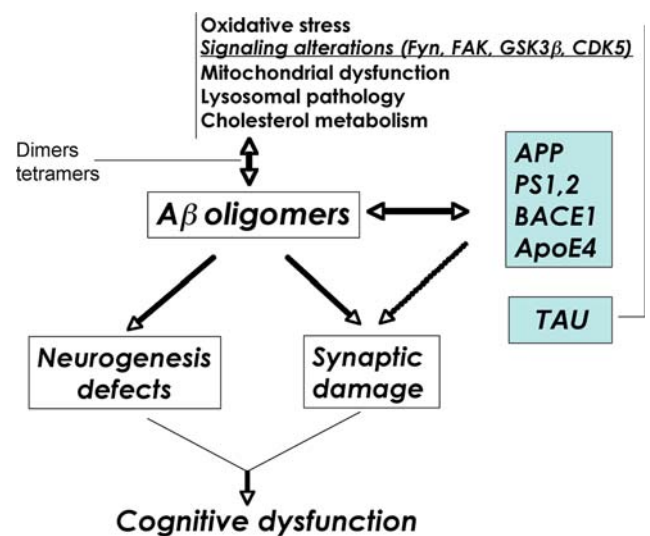 Oxidative stress
Signaling alterations (Fyn, FAK, GSK3β, CDK5)
Mitochondrial dysfunction
Lysosomal pathology
Cholesterol metabolism
Dimers
tetramers
Aβ oligomers
APP
PS1,2
BACE1
ApoE4
TAU
Neurogenesis
defects
Synaptic
damage
Cognitive dysfunction